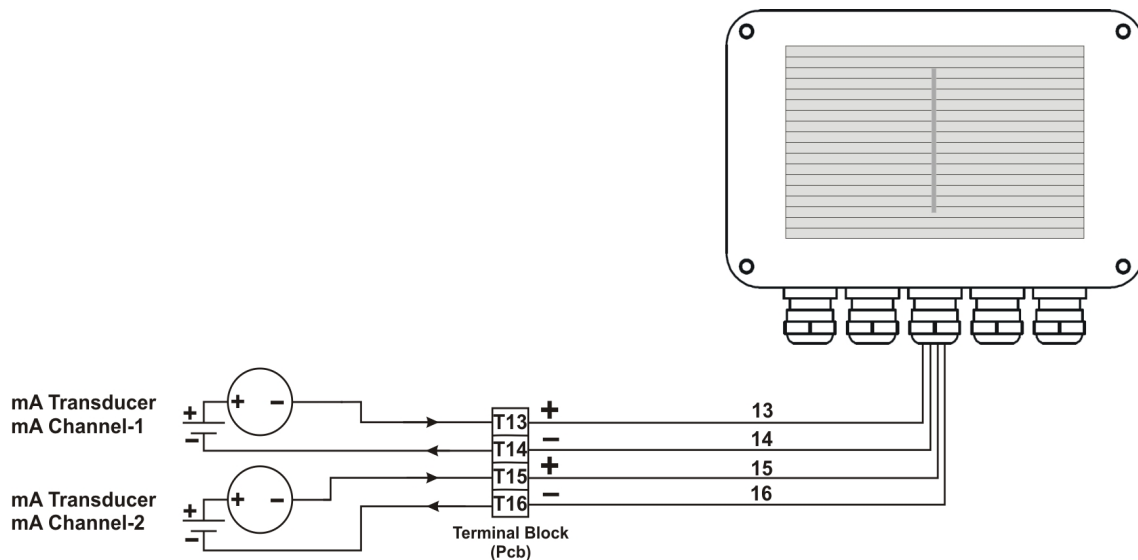 mA Transducer
mA Channel-1
+
−
+ −
T13
T14
T15
T16
+
−
+
−
13
14
15
16
mA Transducer
mA Channel-2
+
−
+ −
Terminal Block
(Pcb)